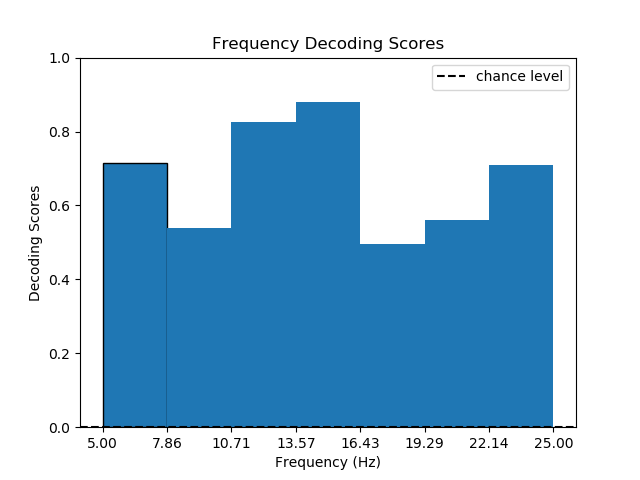 Frequency Decoding Scores
chance level
1.0
0.8
0.6
0.4
0.2
0.0
Decoding Scores
5.00 7.86 10.71 13.57 16.43 19.29 22.14 25.00
Frequency (Hz)